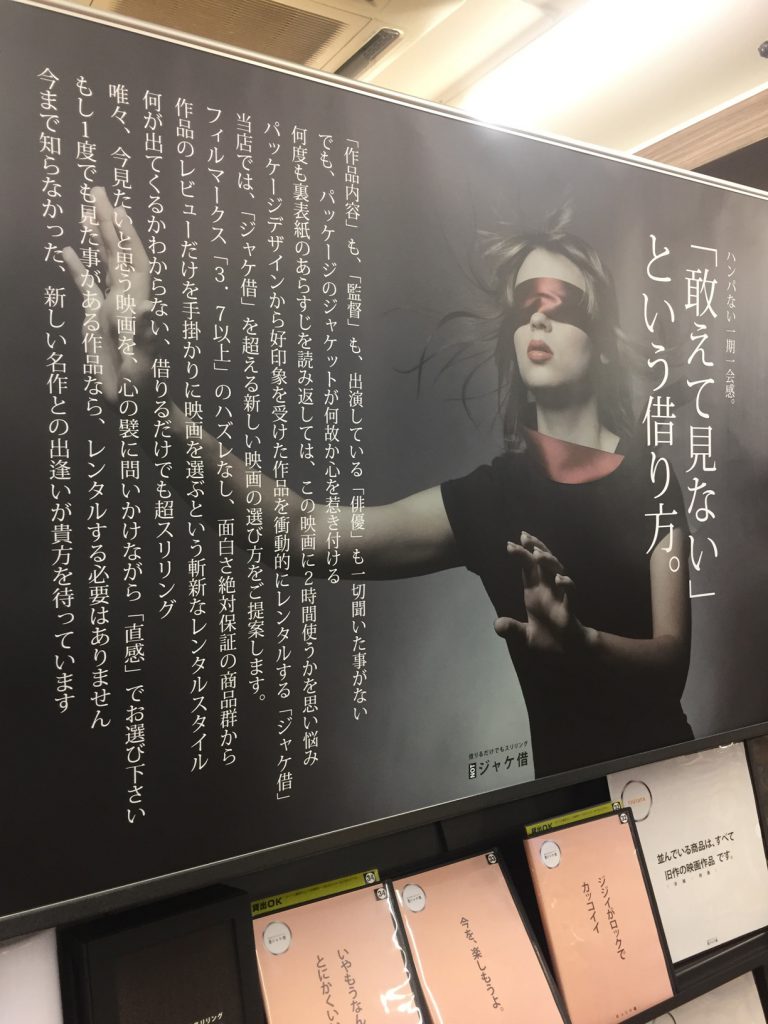 ハンパない一期一会感。
「敢えて見ない」
という借り方。
「作品内容」も、「監督」も、出演している「俳優」も一切聞いた事がない
でも、パッケージのジャケットが何故か心を惹き付ける
何度も裏表紙のあらすじを読み返しては、この映画に2時間使うかを思い悩み
パッケージデザインから好印象を受けた作品を衝動的にレンタルする「ジャケ借」
当店では、「ジャケ借」を超える新しい映画の選び方をご提案します。
フィルマークス「3.7以上」のハズレなし、面白さ絶対保証の商品群から
作品のレビューだけを手掛かりに映画を選ぶという斬新なレンタルスタイル
何が出てくるかわからない、借りるだけでも超スリリング
唯々、今見たいと思う映画を、心の襞に問いかけながら「直感」でお選び下さい
もし1度でも見た事がある作品なら、レンタルする必要はありません
今まで知らなかった、新しい名作との出逢いが貴方を待っています
借りるだけでもスリリング
NOTジャケ借
貸出OK
34
いやもうなん
とにかくい
33
今を、楽しもうよ。
ジジイがロックで
カッコイイ
並んでいる商品は、すべて
旧作の映画作品です。
スリリング